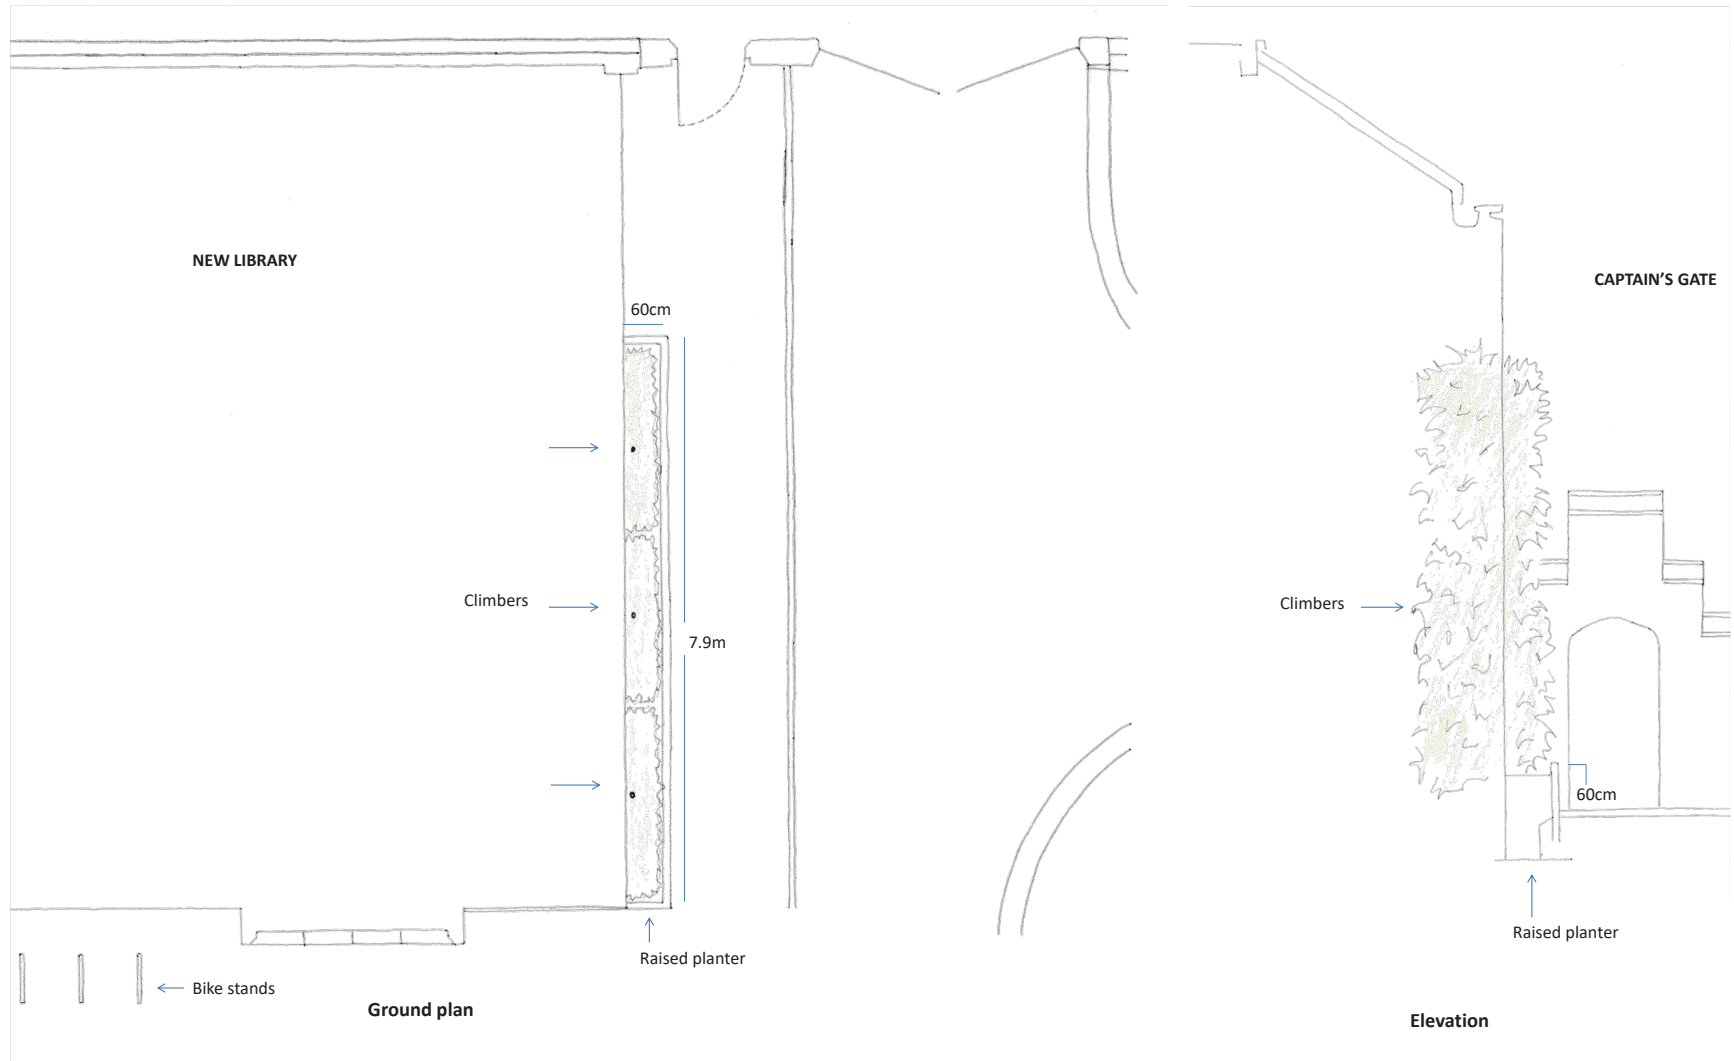 NEW LIBRARY
60cm
Climbers
7.9m
Raised planter
Bike stands
Ground plan
CAPTAIN'S GATE
Climbers
60cm
Raised planter
Elevation